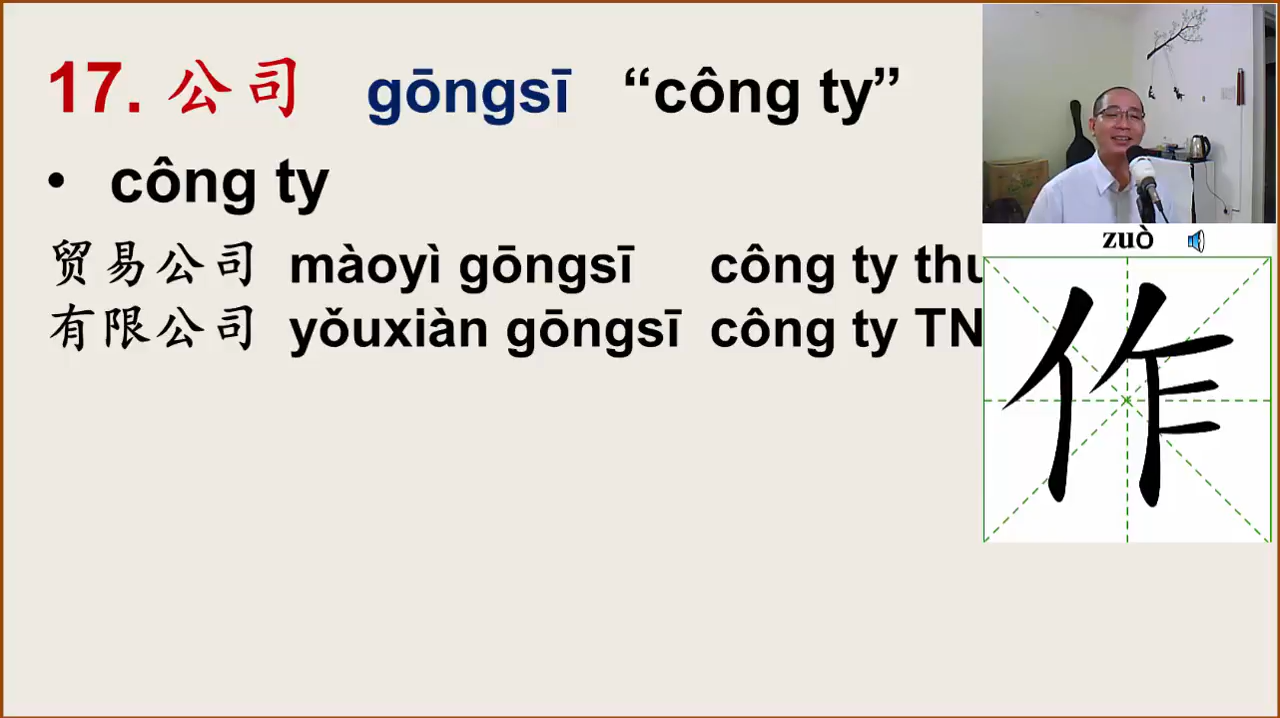 17. 公司 gōngsī “công ty”
• công ty
贸易公司 màoyì gōngsī công ty thu
有限公司 yǒuxiàn gōngsī công ty TN
zuò
作